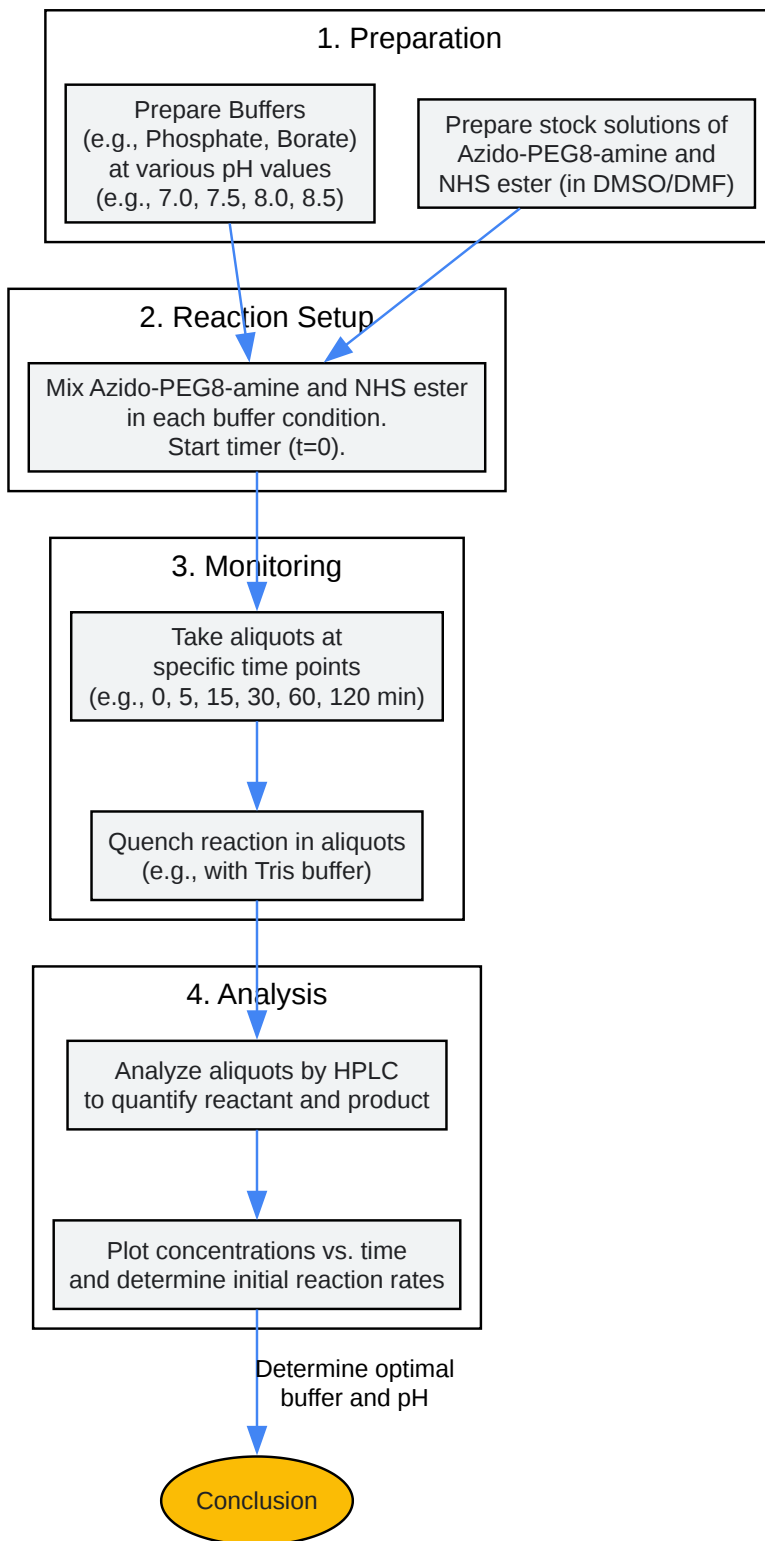 1. Preparation
Prepare Buffers
(e.g., Phosphate, Borate)
at various pH values
(e.g., 7.0, 7.5, 8.0, 8.5)
Prepare stock solutions of
Azido-PEG8-amine and
NHS ester (in DMSO/DMF)
2. Reaction Setup
Mix Azido-PEG8-amine and NHS ester
in each buffer condition.
Start timer (t=0).
3. Monitoring
Take aliquots at
specific time points
(e.g., 0, 5, 15, 30, 60, 120 min)
Quench reaction in aliquots
(e.g., with Tris buffer)
4. Analysis
Analyze aliquots by HPLC
to quantify reactant and product
Plot concentrations vs. time
and determine initial reaction rates
Determine optimal
buffer and pH
Conclusion